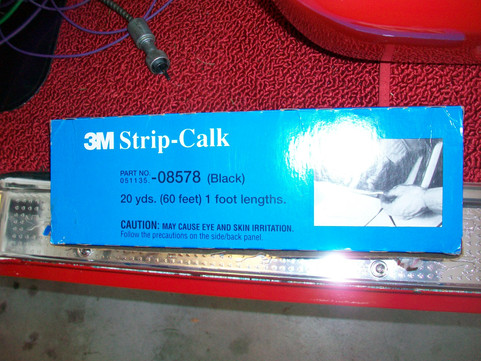 3M Strip-Calk
PART NO.
051135.-08578 (Black)
20 yds. (60 feet) 1 foot lengths.
CAUTION: MAY CAUSE EYE AND SKIN IRRITATION.
Follow the precautions on the side/back panel.